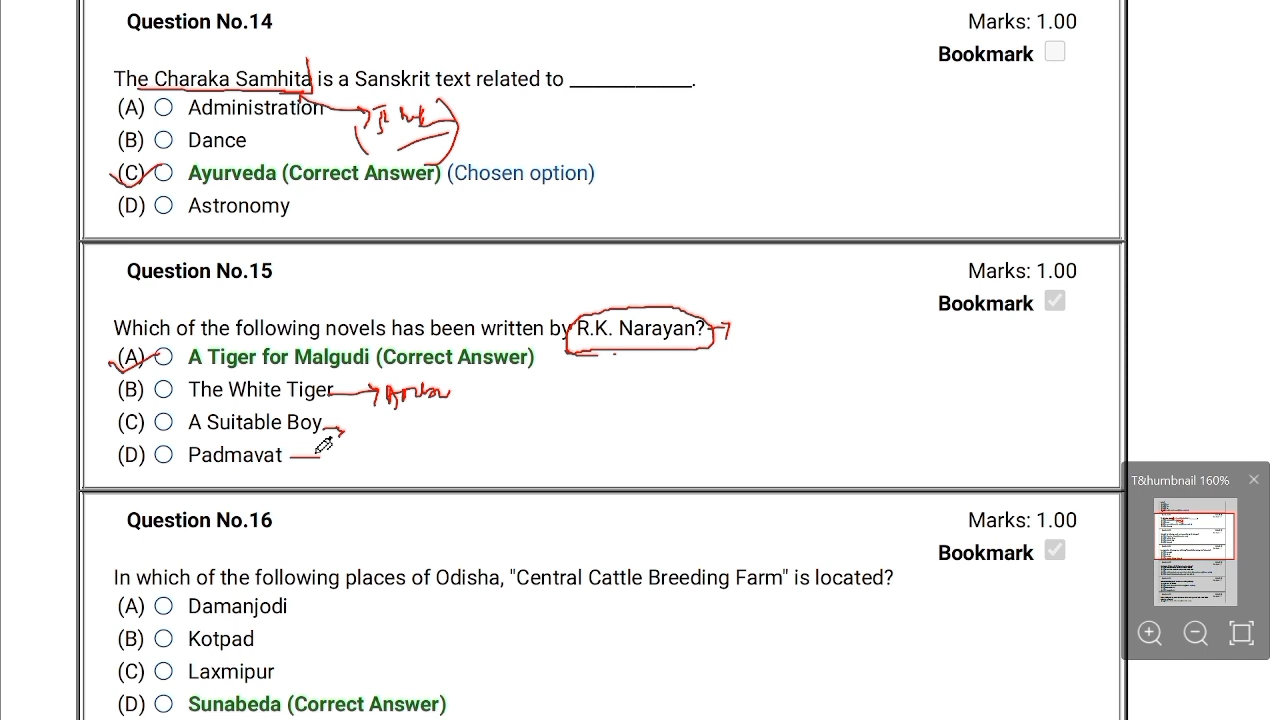 Question No.14 Marks: 1.00
Bookmark
The Charaka Samhita is a Sanskrit text related to ____________.
(A) Administration
(B) Dance
(C) Ayurveda (Correct Answer) (Chosen option)
(D) Astronomy
Question No.15 Marks: 1.00
Bookmark
Which of the following novels has been written by R.K. Narayan?
(A) A Tiger for Malgudi (Correct Answer)
(B) The White Tiger
(C) A Suitable Boy
(D) Padmavat
Question No.16 Marks: 1.00
Bookmark
In which of the following places of Odisha, "Central Cattle Breeding Farm" is located?
(A) Damanjodi
(B) Kotpad
(C) Laxmipur
(D) Sunabeda (Correct Answer)
T&humbnail 160%